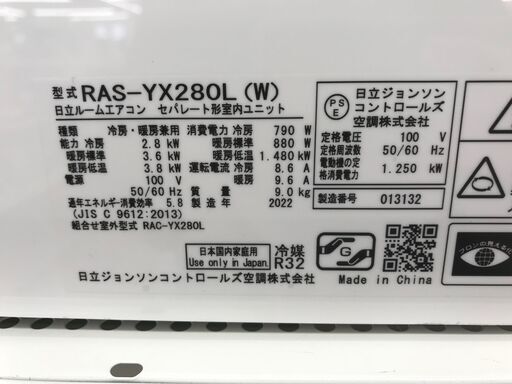 型式 RAS-YX280L (W)
日立ルームエアコン セパレート形室内ユニット
種類 冷房・暖房兼用 消費電力 冷房 790 W
能力 冷房 2.8 kW 暖房標準 880 W
暖房標準 3.6 kW 暖房低温 1.480 kW
暖房低温 3.8 kW 運転電流 冷房 8.6 A
電源 100 V 暖房 9.6 A
50/60 Hz 質量 9.0 kg
通年エネルギー消費効率 5.8 製造年 2022
(JIS C 9612:2013)
組合せ室外型式 RAC-YX280L
PSE
日立ジョンソン
コントロールズ
空調株式会社
定格電圧 100 V
定格周波数 50/60 Hz
電動機の定
格消費電力 1.250 kW
製造番号 013132
日本国内家庭用
Use only in Japan
冷媒
R32
G
日立ジョンソンコントロールズ空調株式会社
Made in China
フロンの見える化